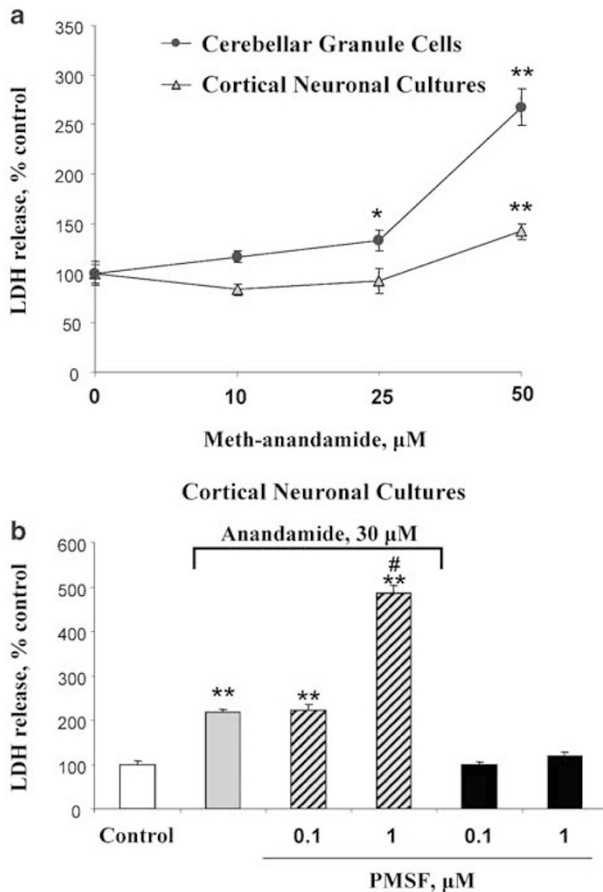 a
350
300
250
200
150
100
50
0
LDH release, % control
Cerebellar Granule Cells
Cortical Neuronal Cultures
*
**
**
0 10 25 50
Meth-anandamide, µM
Cortical Neuronal Cultures
b
Anandamide, 30 µM
600
500
400
300
200
100
0
LDH release, % control
**
**
#
**
Control 0.1 1 0.1 1
PMSF, µM